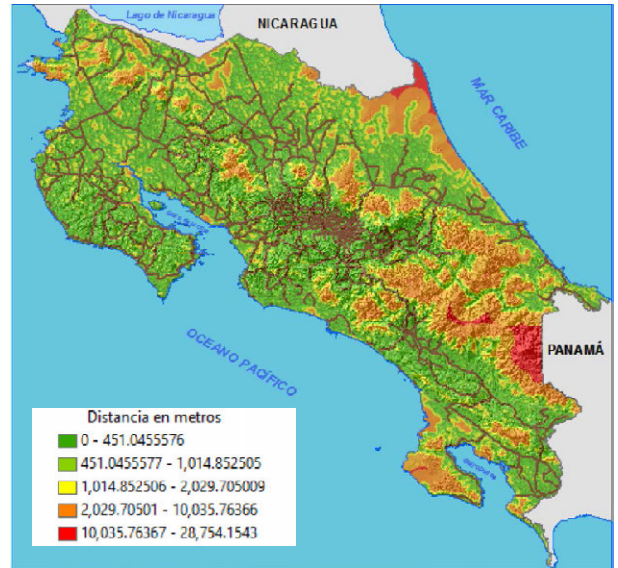 Lago de Nicaragua
NICARAGUA
MAR CARIBE
PANAMÁ
OCEANO PACÍFICO
Distancia en metros
0 - 451.0455576
451.0455577 - 1,014.852505
1,014.852506 - 2,029.705009
2,029.70501 - 10,035.76366
10,035.76367 - 28,754.1543